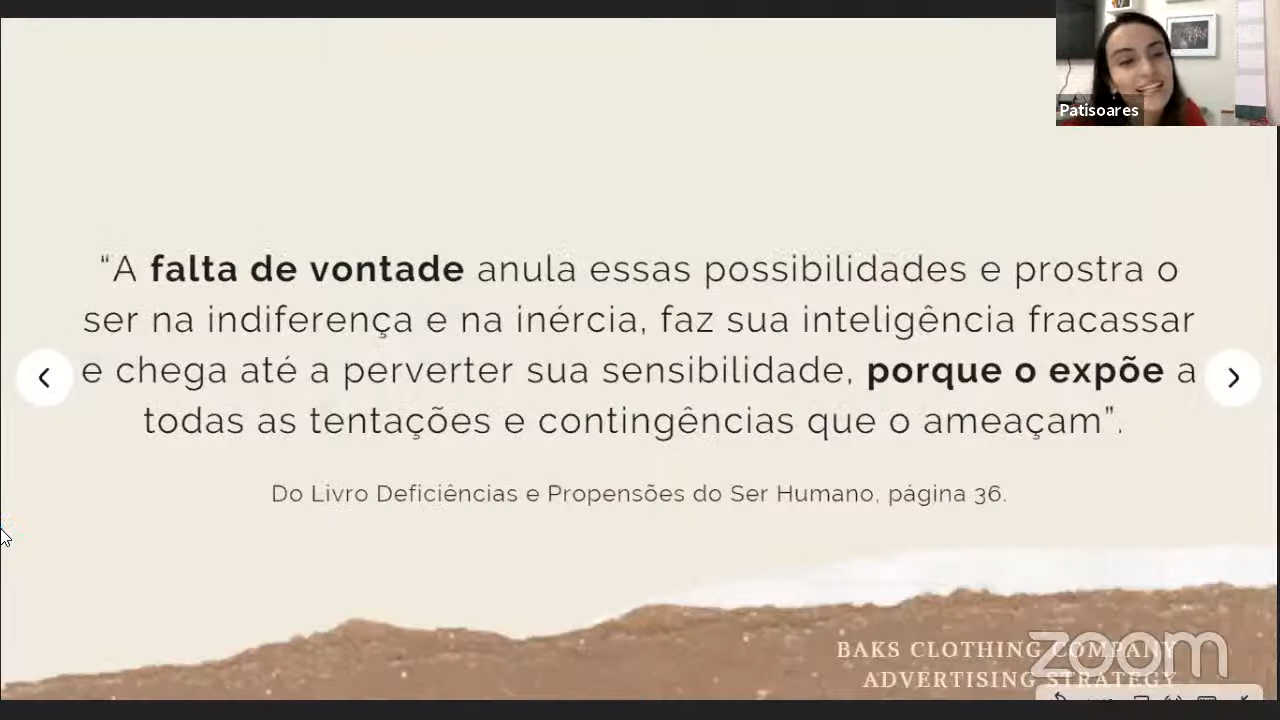 Patisoares
“A falta de vontade anula essas possibilidades e prostra o
ser na indiferença e na inércia, faz sua inteligência fracassar
e chega até a perverter sua sensibilidade, porque o expõe a
todas as tentações e contingências que o ameaçam”.
Do Livro Deficiências e Propensões do Ser Humano, página 36.
BAKS CLOTHING COMPANY
ADVERTISING STRATEGY
zoom